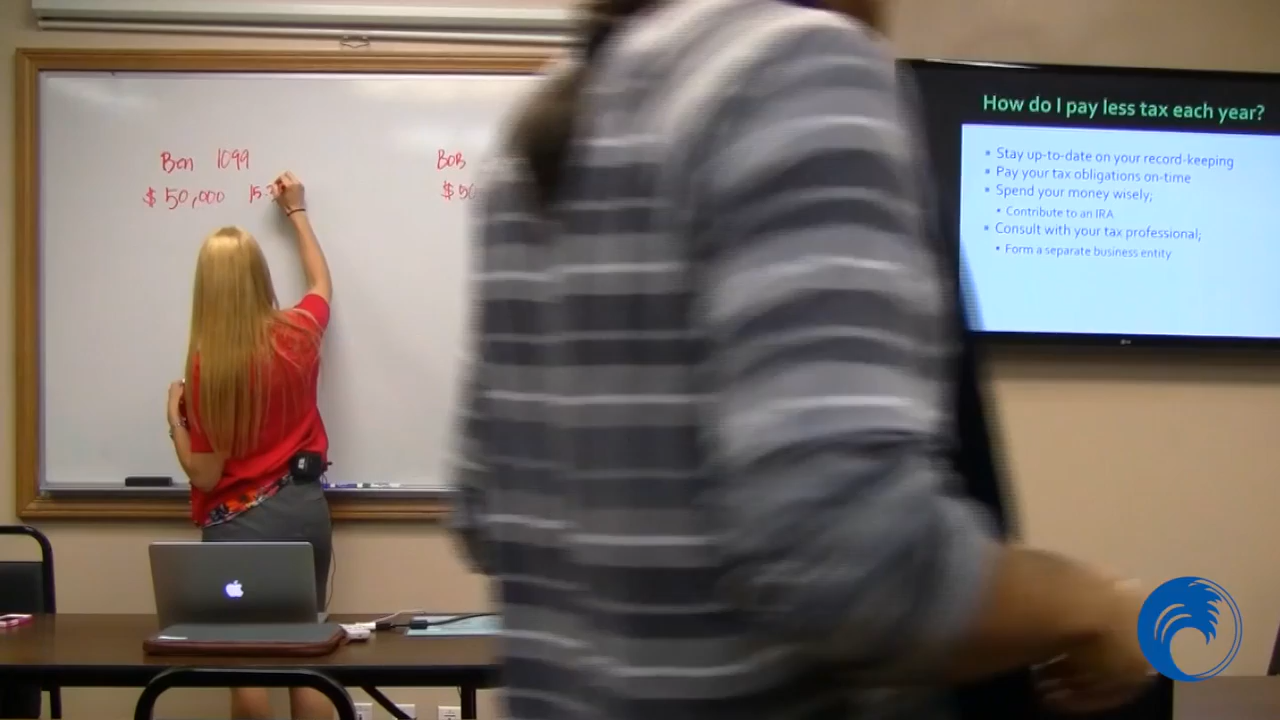 Ben 1099
$50,000 15.
BOB
$50
How do I pay less tax each year?
Stay up-to-date on your record-keeping
Pay your tax obligations on-time
Spend your money wisely;
Contribute to an IRA
Consult with your tax professional;
Form a separate business entity